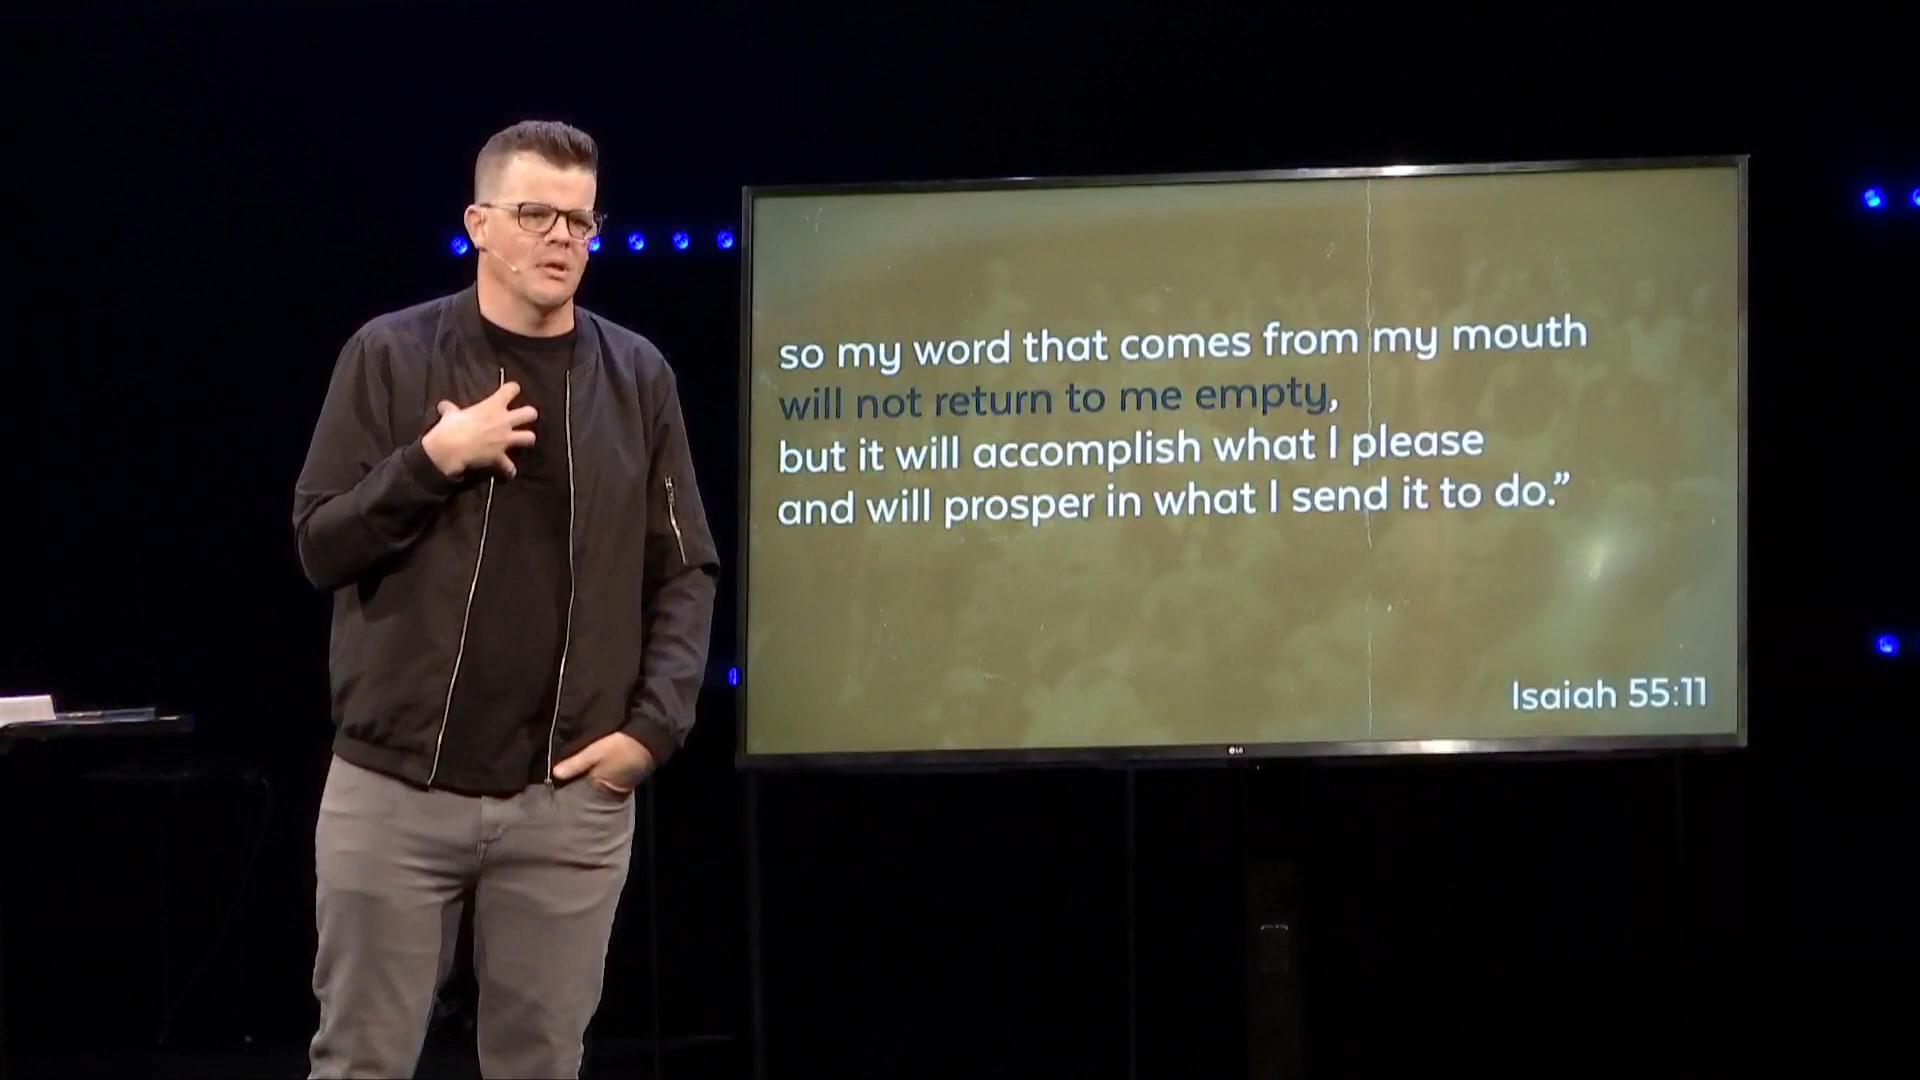 so my word that comes from my mouth
will not return to me empty,
but it will accomplish what I please
and will prosper in what I send it to do.”
Isaiah 55:11
LG